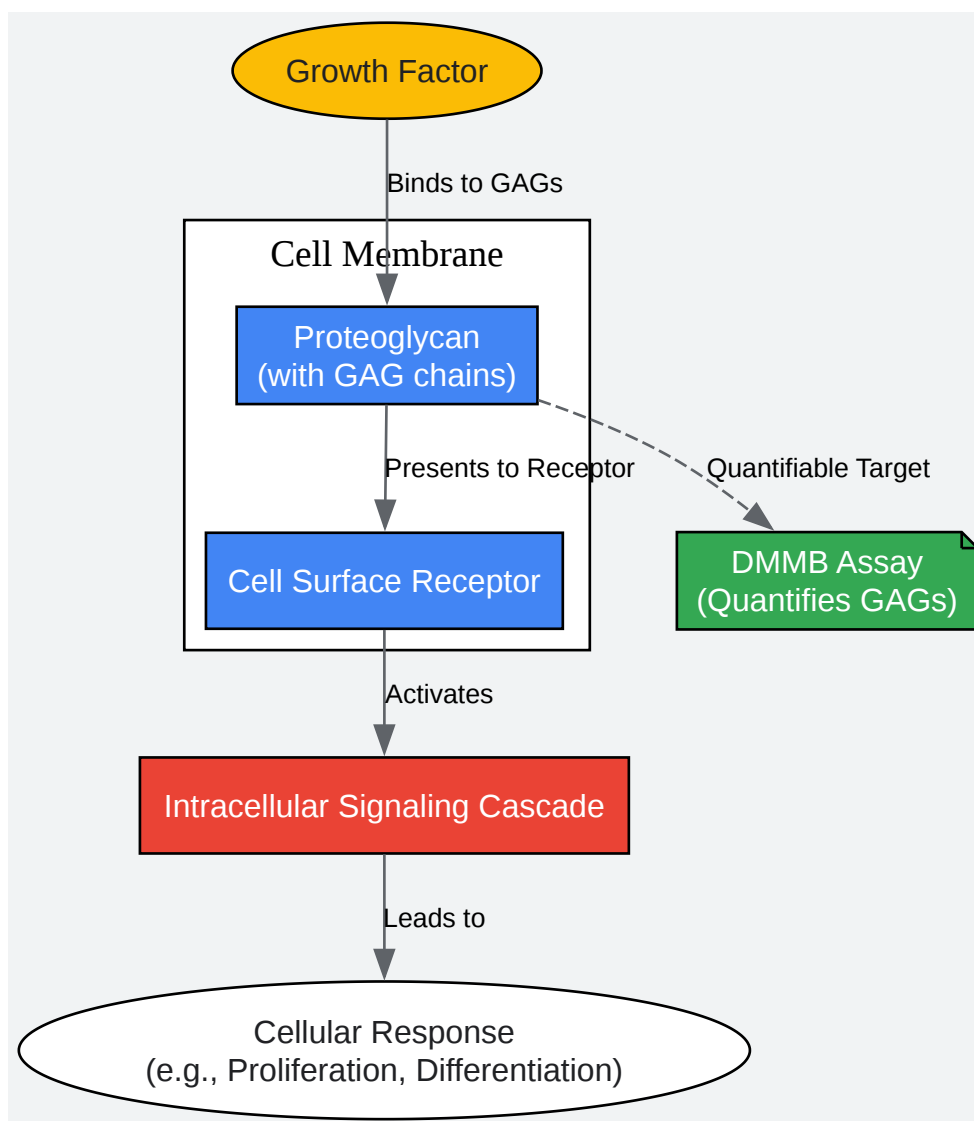 Growth Factor
Binds to GAGs
Cell Membrane
Proteoglycan
(with GAG chains)
Presents to Receptor
Quantifiable Target
Cell Surface Receptor
DMMB Assay
(Quantifies GAGs)
Activates
Intracellular Signaling Cascade
Leads to
Cellular Response
(e.g., Proliferation, Differentiation)